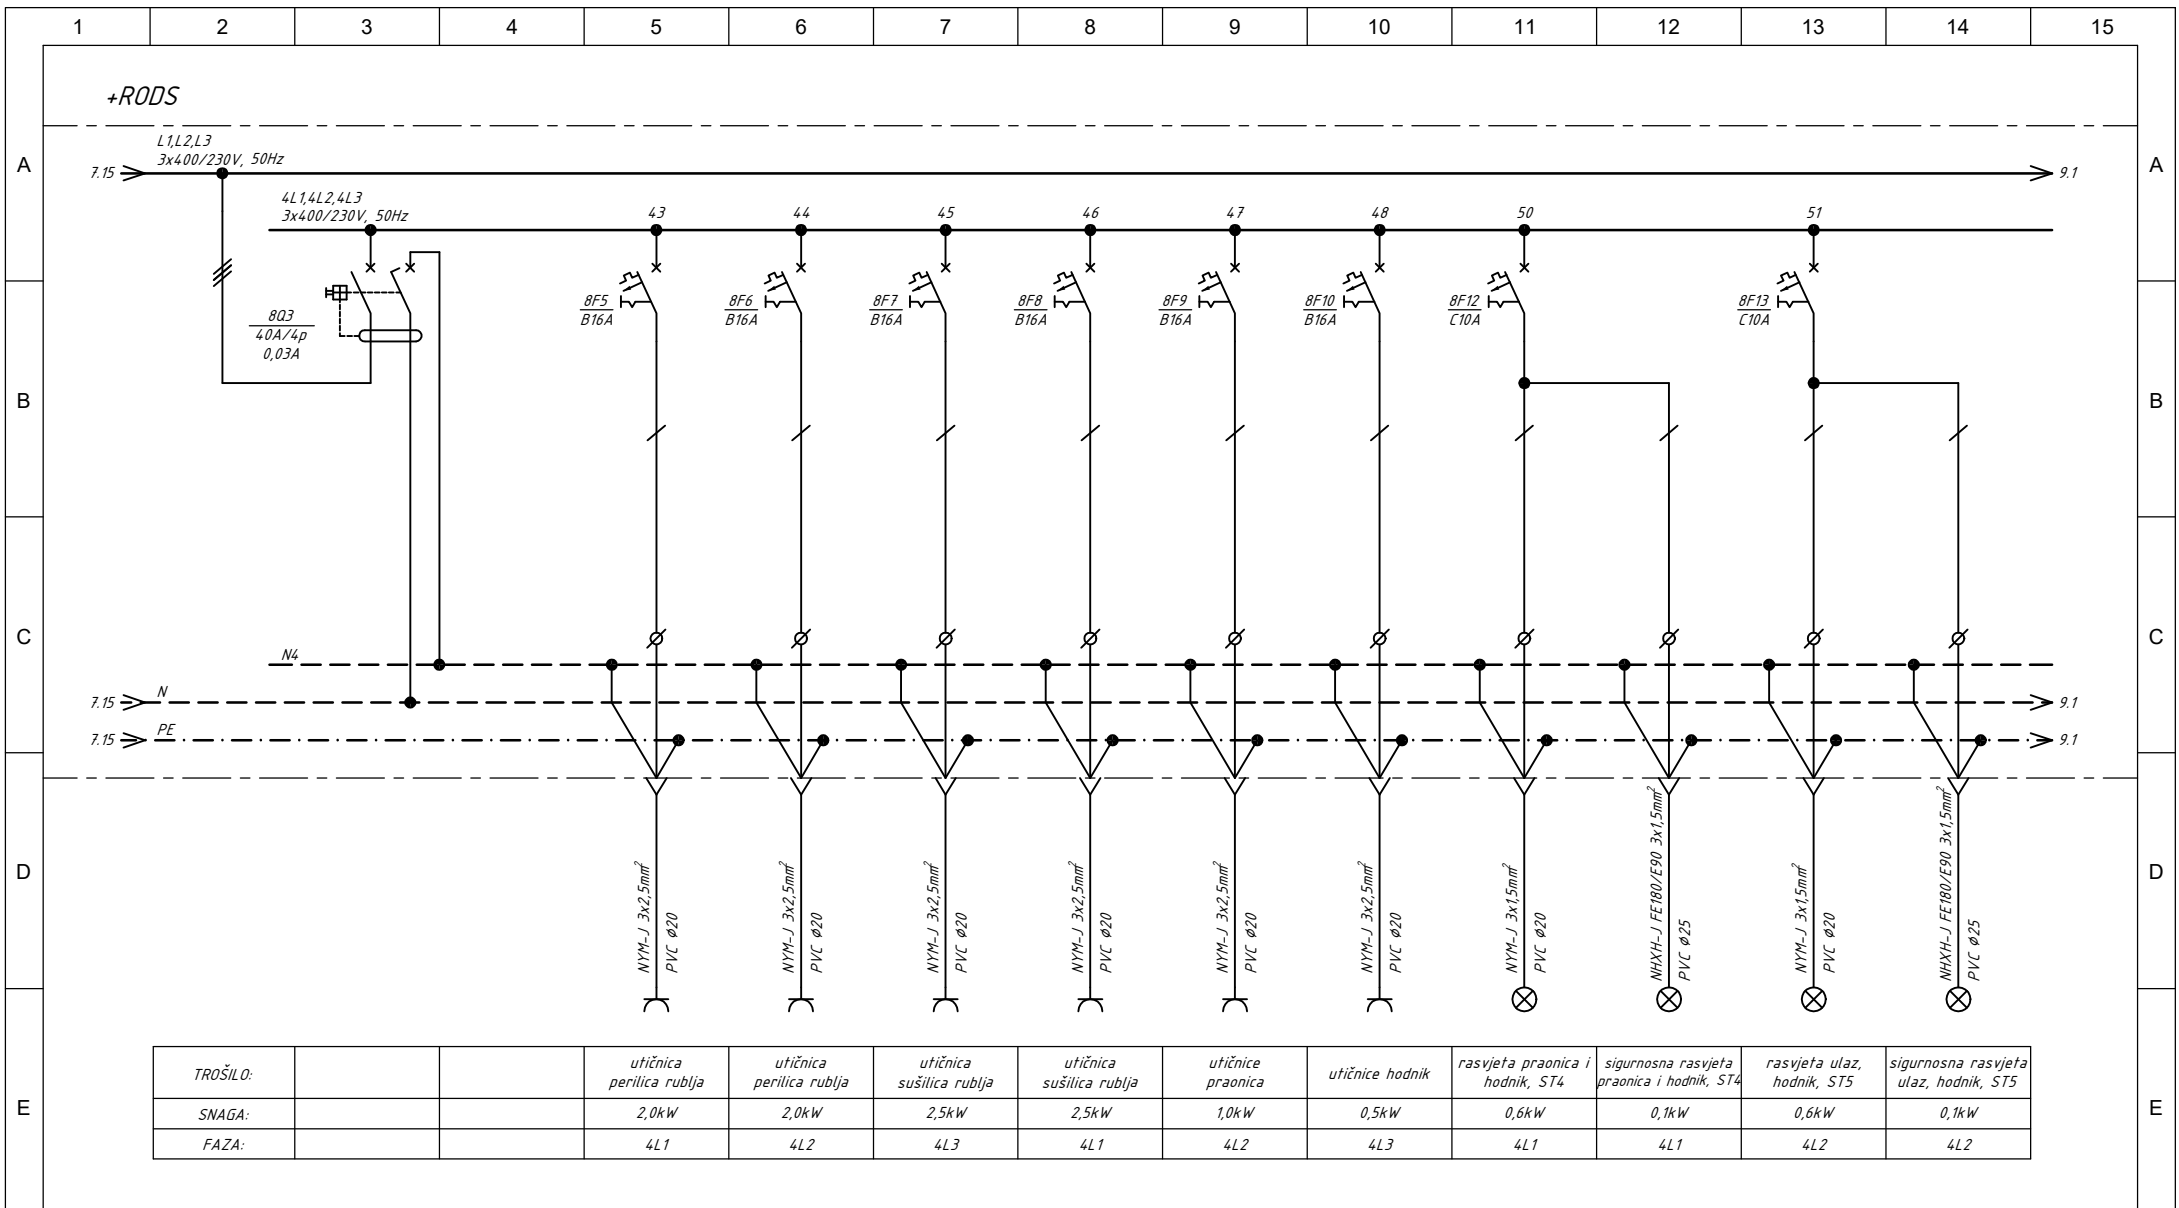 1 2 3 4 5 6 7 8 9 10 11 12 13 14 15
+RODS
A A
L1,L2,L3
3x400/230V, 50Hz
7.15 9.1
4L1,4L2,4L3
3x400/230V, 50Hz
43 44 45 46 47 48 50 51
8Q3
40A/4p
0,03A
8F5
B16A
8F6
B16A
8F7
B16A
8F8
B16A
8F9
B16A
8F10
B16A
8F12
C10A
8F13
C10A
B B
C C
N4
7.15 N 9.1
7.15 PE 9.1
D D
NYM-J 3x2,5mm²
PVC ø20
NYM-J 3x2,5mm²
PVC ø20
NYM-J 3x2,5mm²
PVC ø20
NYM-J 3x2,5mm²
PVC ø20
NYM-J 3x2,5mm²
PVC ø20
NYM-J 3x2,5mm²
PVC ø20
NYM-J 3x1,5mm²
PVC ø20
NHXH-J FE180/E90 3x1,5mm²
PVC ø25
NYM-J 3x1,5mm²
PVC ø20
NHXH-J FE180/E90 3x1,5mm²
PVC ø25
E E
TROŠILO:
utičnica
perilica rublja
utičnica
perilica rublja
utičnica
sušilica rublja
utičnica
sušilica rublja
utičnice
praonica
utičnice hodnik
rasvjeta praonica i
hodnik, ST4
sigurnosna rasvjeta
praonica i hodnik, ST4
rasvjeta ulaz,
hodnik, ST5
sigurnosna rasvjeta
ulaz, hodnik, ST5
SNAGA: 2,0kW 2,0kW 2,5kW 2,5kW 1,0kW 0,5kW 0,6kW 0,1kW 0,6kW 0,1kW
FAZA: 4L1 4L2 4L3 4L1 4L2 4L3 4L1 4L1 4L2 4L2